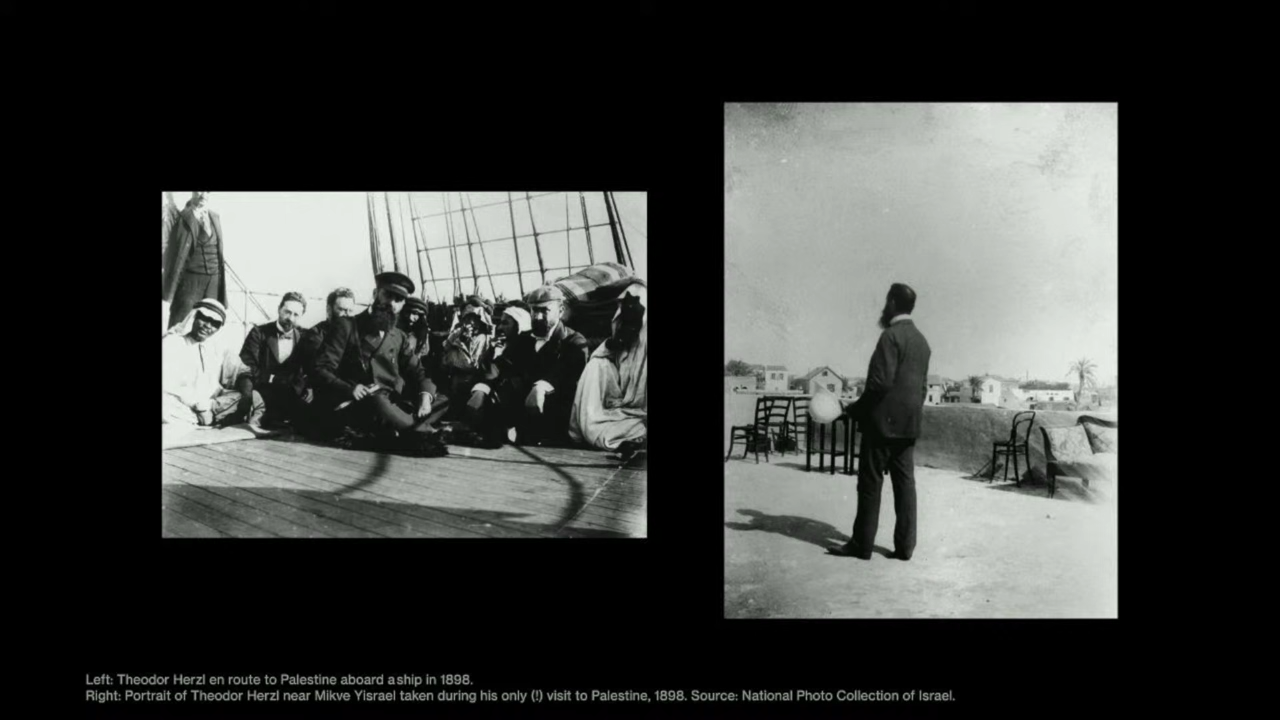 Left: Theodor Herzl en route to Palestine aboard a ship in 1898.
Right: Portrait of Theodor Herzl near Mikve Yisrael taken during his only (!) visit to Palestine, 1898. Source: National Photo Collection of Israel.